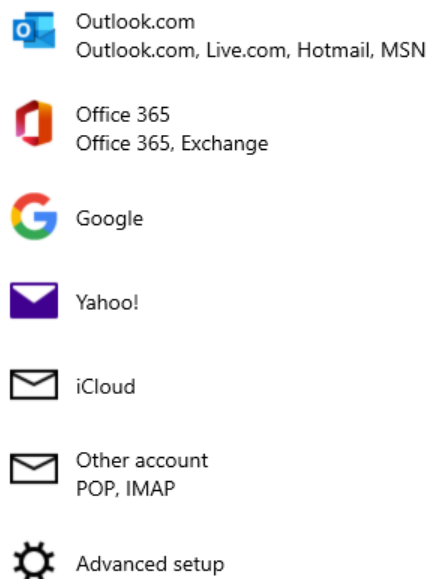 Outlook.com
Outlook.com, Live.com, Hotmail, MSN
Office 365
Office 365, Exchange
Google
Yahoo!
iCloud
Other account
POP, IMAP
Advanced setup